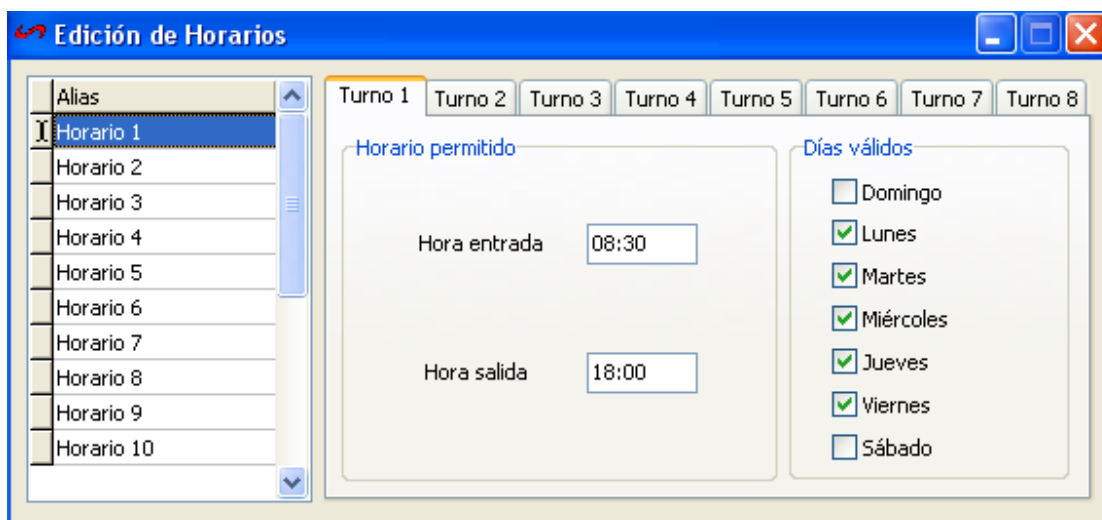 Edición de Horarios
Alias
Horario 1
Horario 2
Horario 3
Horario 4
Horario 5
Horario 6
Horario 7
Horario 8
Horario 9
Horario 10
Turno 1 Turno 2 Turno 3 Turno 4 Turno 5 Turno 6 Turno 7 Turno 8
Horario permitido
Hora entrada 08:30
Hora salida 18:00
Días válidos
Domingo
Lunes
Martes
Miércoles
Jueves
Viernes
Sábado